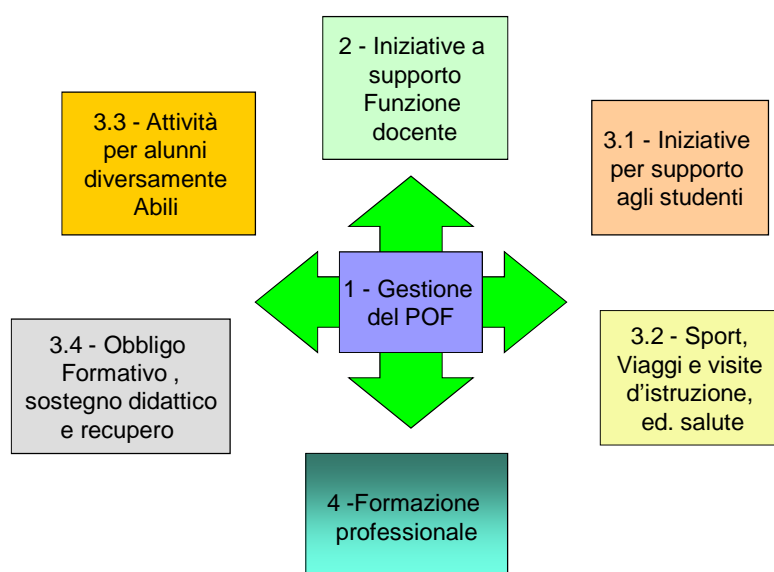 2 - Iniziative a
supporto
Funzione
docente
3.3 - Attività
per alunni
diversamente
Abili
3.1 - Iniziative
per supporto
agli studenti
1 - Gestione
del POF
3.4 - Obbligo
Formativo ,
sostegno didattico
e recupero
3.2 - Sport,
Viaggi e visite
d'istruzione,
ed. salute
4 -Formazione
professionale